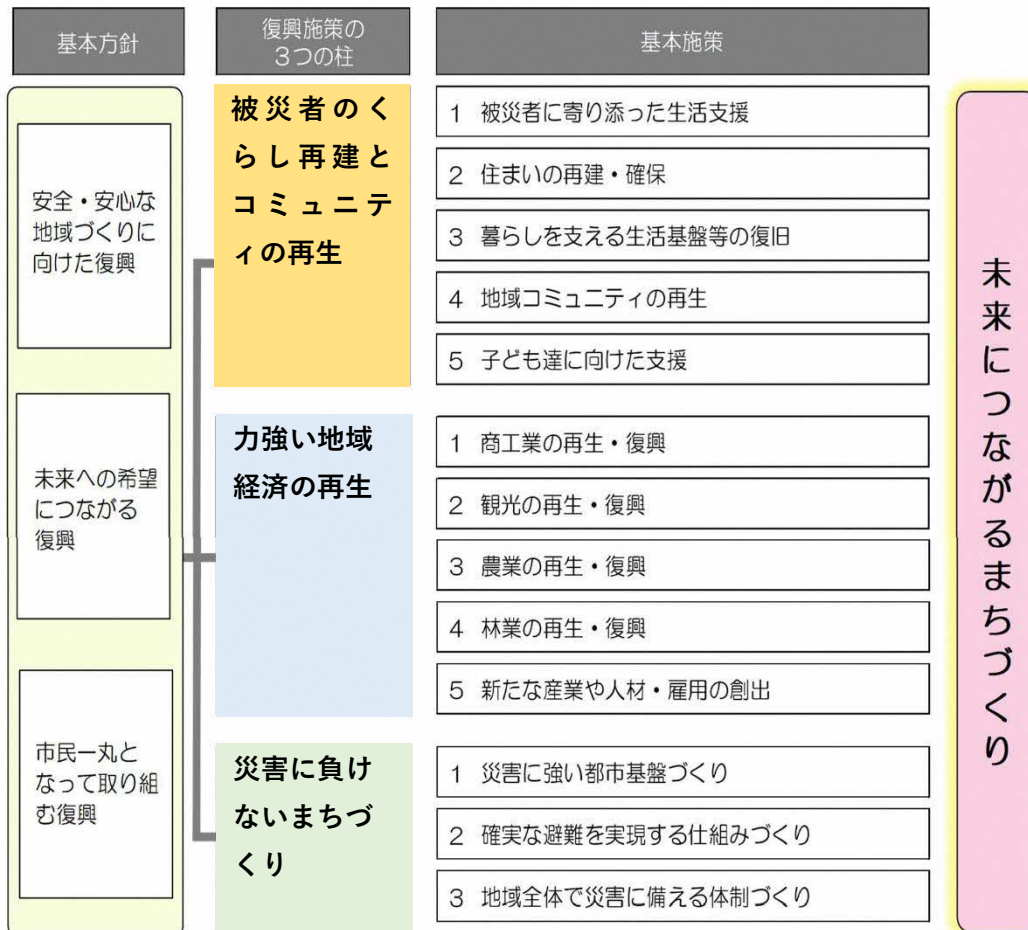 基本方針
復興施策の
3つの柱
基本施策
安全・安心な
地域づくりに
向けた復興
未来への希望
につながる
復興
市民一丸と
なって取り組
む復興
被災者のく
らし再建と
コミュニテ
ィの再生
1 被災者に寄り添った生活支援
2 住まいの再建・確保
3 暮らしを支える生活基盤等の復旧
4 地域コミュニティの再生
5 子ども達に向けた支援
力強い地域
経済の再生
1 商工業の再生・復興
2 観光の再生・復興
3 農業の再生・復興
4 林業の再生・復興
5 新たな産業や人材・雇用の創出
災害に負け
ないまちづ
くり
1 災害に強い都市基盤づくり
2 確実な避難を実現する仕組みづくり
3 地域全体で災害に備える体制づくり
未来につながるまちづくり